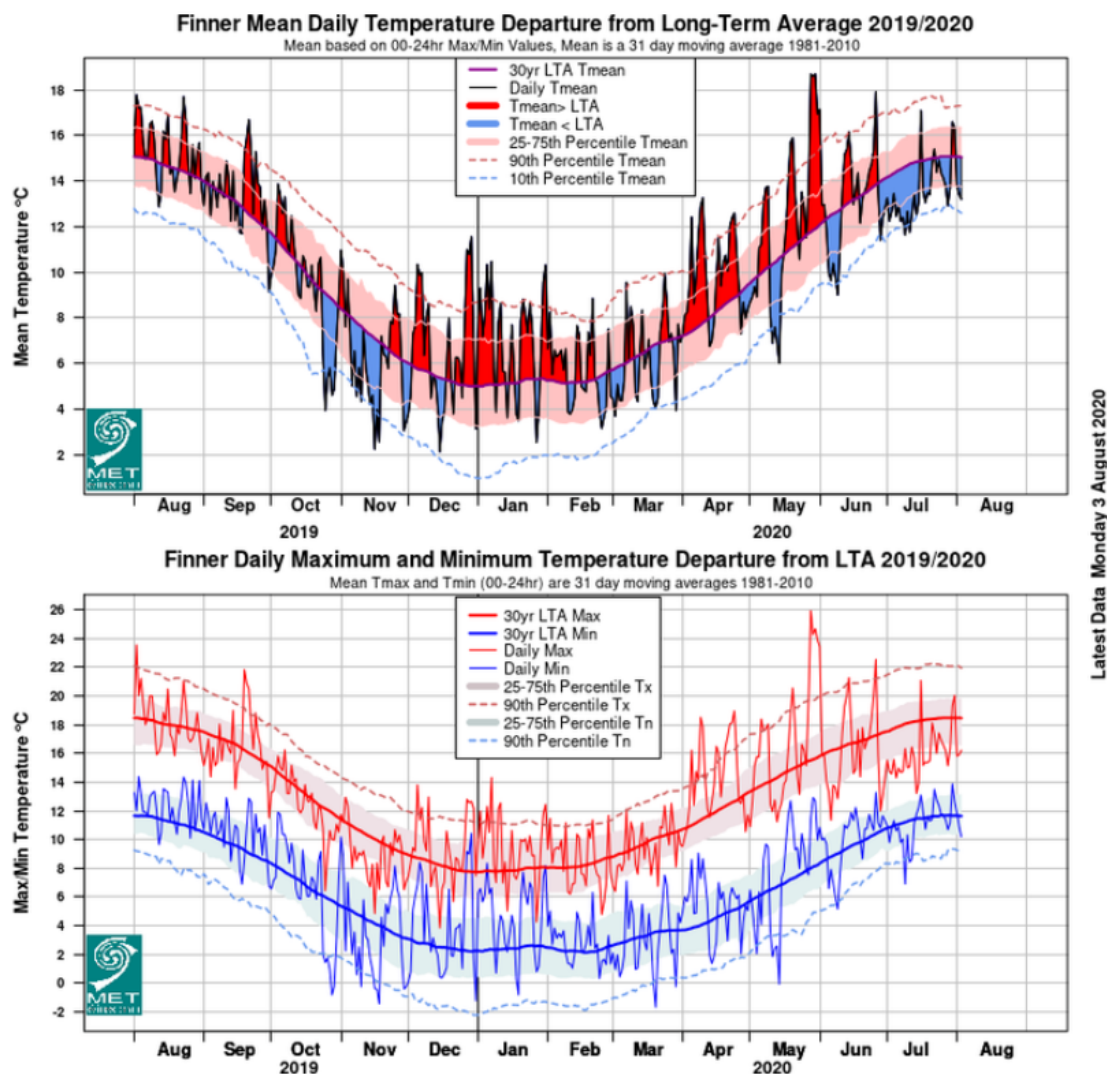 Finner Mean Daily Temperature Departure from Long-Term Average 2019/2020
Mean based on 00-24hr Max/Min Values, Mean is a 31 day moving average 1981-2010
30yr LTA Tmean
Daily Tmean
Tmean> LTA
Tmean < LTA
25-75th Percentile Tmean
90th Percentile Tmean
10th Percentile Tmean
Mean Temperature °C
18
16
14
12
10
8
6
4
2
MET
Aug Sep Oct Nov Dec Jan Feb Mar Apr May Jun Jul Aug
2019 2020
Finner Daily Maximum and Minimum Temperature Departure from LTA 2019/2020
Mean Tmax and Tmin (00-24hr) are 31 day moving averages 1981-2010
30yr LTA Max
30yr LTA Min
Daily Max
Daily Min
25-75th Percentile Tx
90th Percentile Tx
25-75th Percentile Tn
90th Percentile Tn
Max/Min Temperature °C
26
24
22
20
18
16
14
12
10
8
6
4
2
0
-2
MET
Aug Sep Oct Nov Dec Jan Feb Mar Apr May Jun Jul Aug
2019 2020
Latest Data Monday 3 August 2020